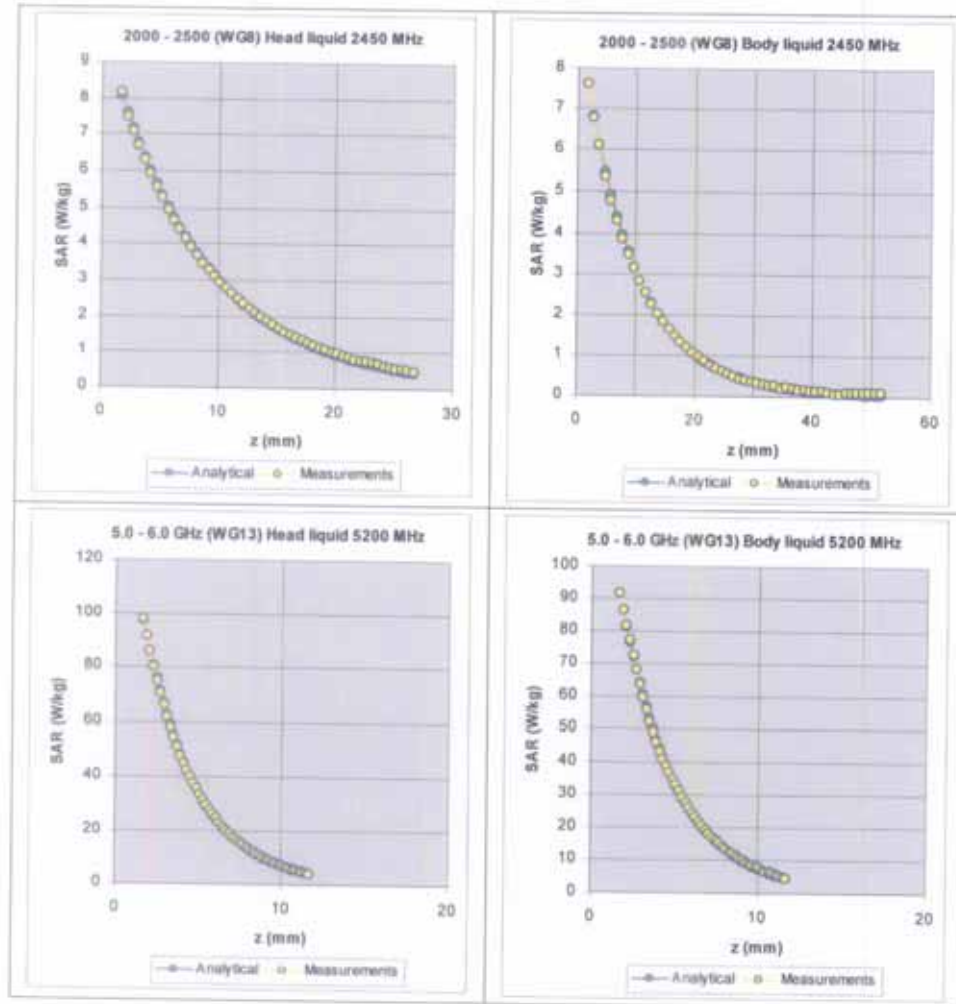 2000 - 2500 (WG8) Head liquid 2450 MHz
9
8
7
6
5
4
3
2
1
0
SAR (W/kg)
0 10 20 30
z (mm)
Analytical Measurements
2000 - 2500 (WG8) Body liquid 2450 MHz
8
7
6
5
4
3
2
1
0
SAR (W/kg)
0 20 40 60
z (mm)
Analytical Measurements
5.0 - 6.0 GHz (WG13) Head liquid 5200 MHz
120
100
80
60
40
20
0
SAR (W/kg)
0 10 20
z (mm)
Analytical Measurements
5.0 - 6.0 GHz (WG13) Body liquid 5200 MHz
100
90
80
70
60
50
40
30
20
10
0
SAR (W/kg)
0 10 20
z (mm)
Analytical Measurements